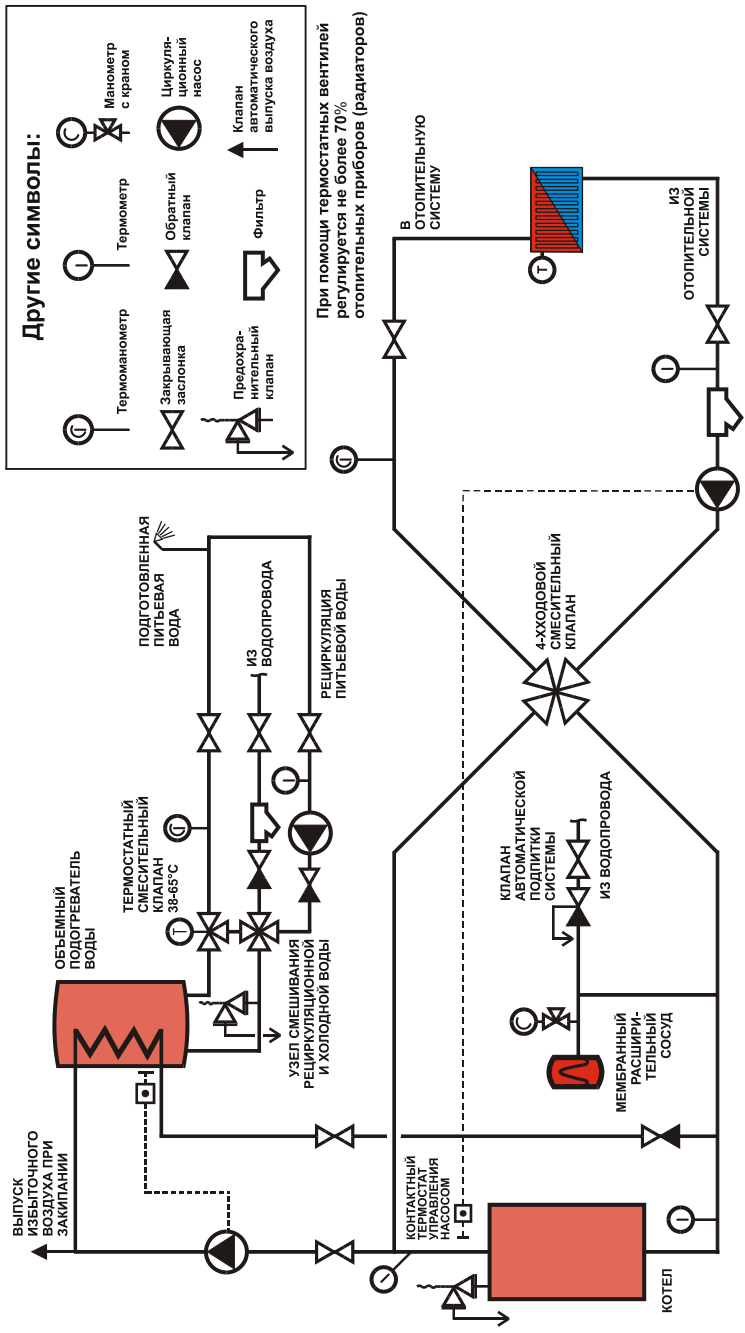 Другие символы:
Термоманометр
Термометр
Манометр
с краном
Закрывающая
заслонка
Обратный
клапан
Циркуля-
ционный
насос
Предохра-
нительный
клапан
Фильтр
Клапан
автоматического
выпуска воздуха
При помощи термостатных вентилей
регулируется не более 70%
отопительных приборов (радиаторов)
ВЫПУСК
ИЗБЫТОЧНОГО
ВОЗДУХА ПРИ
ЗАКИПАНИИ
ОБЪЕМНЫЙ
ПОДОГРЕВАТЕЛЬ
ВОДЫ
ТЕРМОСТАТНЫЙ
СМЕСИТЕЛЬНЫЙ
КЛАПАН
38-65°С
T
ПОДГОТОВЛЕННАЯ
ПИТЬЕВАЯ
ВОДА
ИЗ
ВОДОПРОВОДА
РЕЦИРКУЛЯЦИЯ
ПИТЬЕВОЙ ВОДЫ
УЗЕЛ СМЕШИВАНИЯ
РЕЦИРКУЛЯЦИОННОЙ
И ХОЛОДНОЙ ВОДЫ
В
ОТОПИТЕЛЬНУЮ
СИСТЕМУ
T
ИЗ
ОТОПИТЕЛЬНОЙ
СИСТЕМЫ
4-ХХОДОВОЙ
СМЕСИТЕЛЬНЫЙ
КЛАПАН
КЛАПАН
АВТОМАТИЧЕСКОЙ
ПОДПИТКИ
СИСТЕМЫ
ИЗ ВОДОПРОВОДА
МЕМБРАННЫЙ
РАСШИРИ-
ТЕЛЬНЫЙ
СОСУД
КОНТАКТНЫЙ
ТЕРМОСТАТ
УПРАВЛЕНИЯ
НАСОСОМ
КОТЕЛ